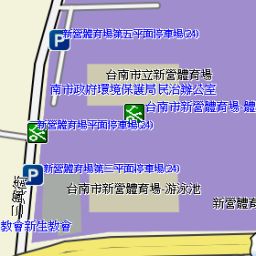 新營體育場第五平面停車場(24)
台南市立新營體育場
南市政府環境保護局民治辦公室
台南市新營體育場-體
新營體育場平面停車場(24)
新營體育場第二平面停車場(24)
台南市新營體育場-游泳池
新營體育場
教會新生教會